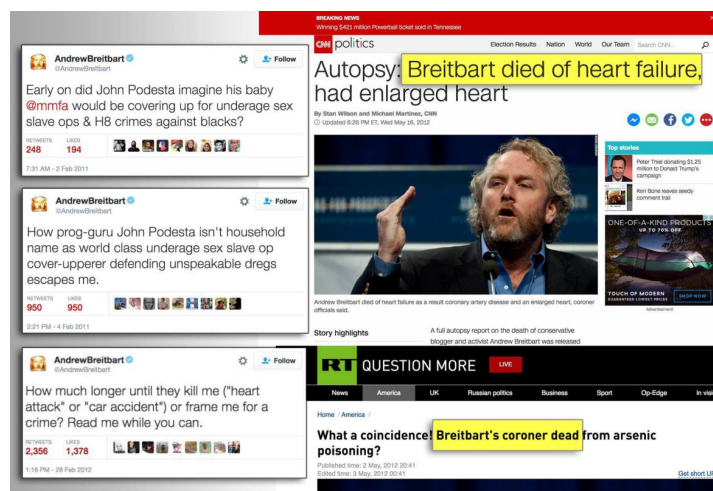 AndrewBreitbart
@AndrewBreitbart
Follow
Early on did John Podesta imagine his baby
@mmfa would be covering up for underage sex
slave ops & H8 crimes against blacks?
RETWEETS LIKES
248 194
7:31 AM - 2 Feb 2011
AndrewBreitbart
@AndrewBreitbart
Follow
How prog-guru John Podesta isn't household
name as world class underage sex slave op
cover-upperer defending unspeakable dregs
escapes me.
RETWEETS LIKES
950 950
2:21 PM - 4 Feb 2011
AndrewBreitbart
@AndrewBreitbart
Follow
How much longer until they kill me ("heart
attack" or "car accident") or frame me for a
crime? Read me while you can.
RETWEETS LIKES
2,356 1,378
1:16 PM - 28 Feb 2012
BREAKING NEWS
Winning $421 million Powerball ticket sold in Tennessee
CNN politics
Election Results Nation World Our Team Search CNN...
Autopsy: Breitbart died of heart failure,
had enlarged heart
By Stan Wilson and Michael Martinez, CNN
Updated 6:26 PM ET, Wed May 16, 2012
Top stories
Peter Thiel donating $1.25
million to Donald Trump's
campaign
Ken Bone leaves seedy
comment trail
ONE-OF-A-KIND PRODUCTS
UP TO 70% OFF
TOUCH OF MODERN
GUARANTEED LOWEST PRICES
SHOP NOW
Advertisement
Andrew Breitbart died of heart failure as a result coronary artery disease and an enlarged heart, coroner
officials said.
Story highlights
A full autopsy report on the death of conservative
blogger and activist Andrew Breitbart was released
RT QUESTION MORE LIVE
News America UK Russian politics Business Sport Op-Edge In visi
Home / America /
What a coincidence! Breitbart's coroner dead from arsenic
poisoning?
Published time: 2 May, 2012 20:41
Edited time: 3 May, 2012 00:41
Get short UR